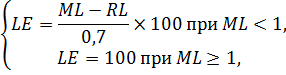 LE = (ML − RL)/0,7 × 100 при ML < 1,
LE = 100 при ML ≥ 1,